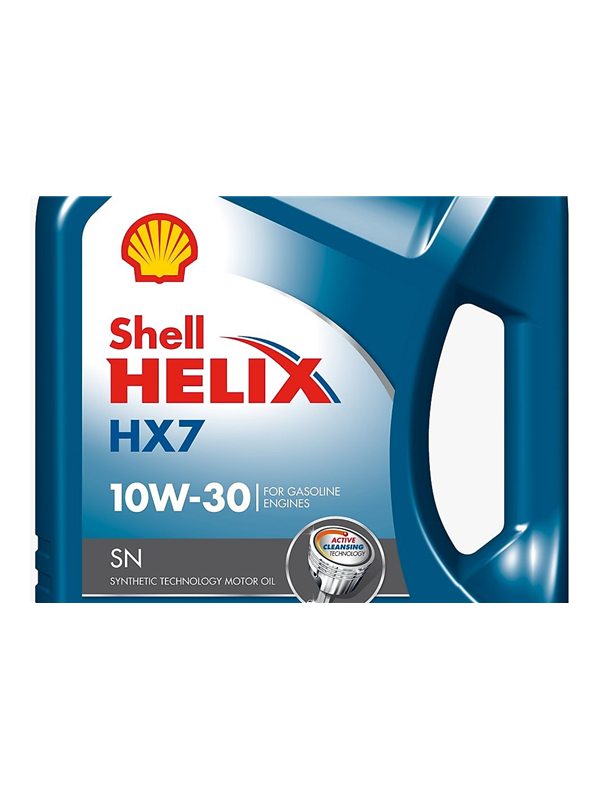 Shell
HELIX
HX7
10W-30
FOR GASOLINE
ENGINES
SN
SYNTHETIC TECHNOLOGY MOTOR OIL
ACTIVE
CLEANSING
TECHNOLOGY